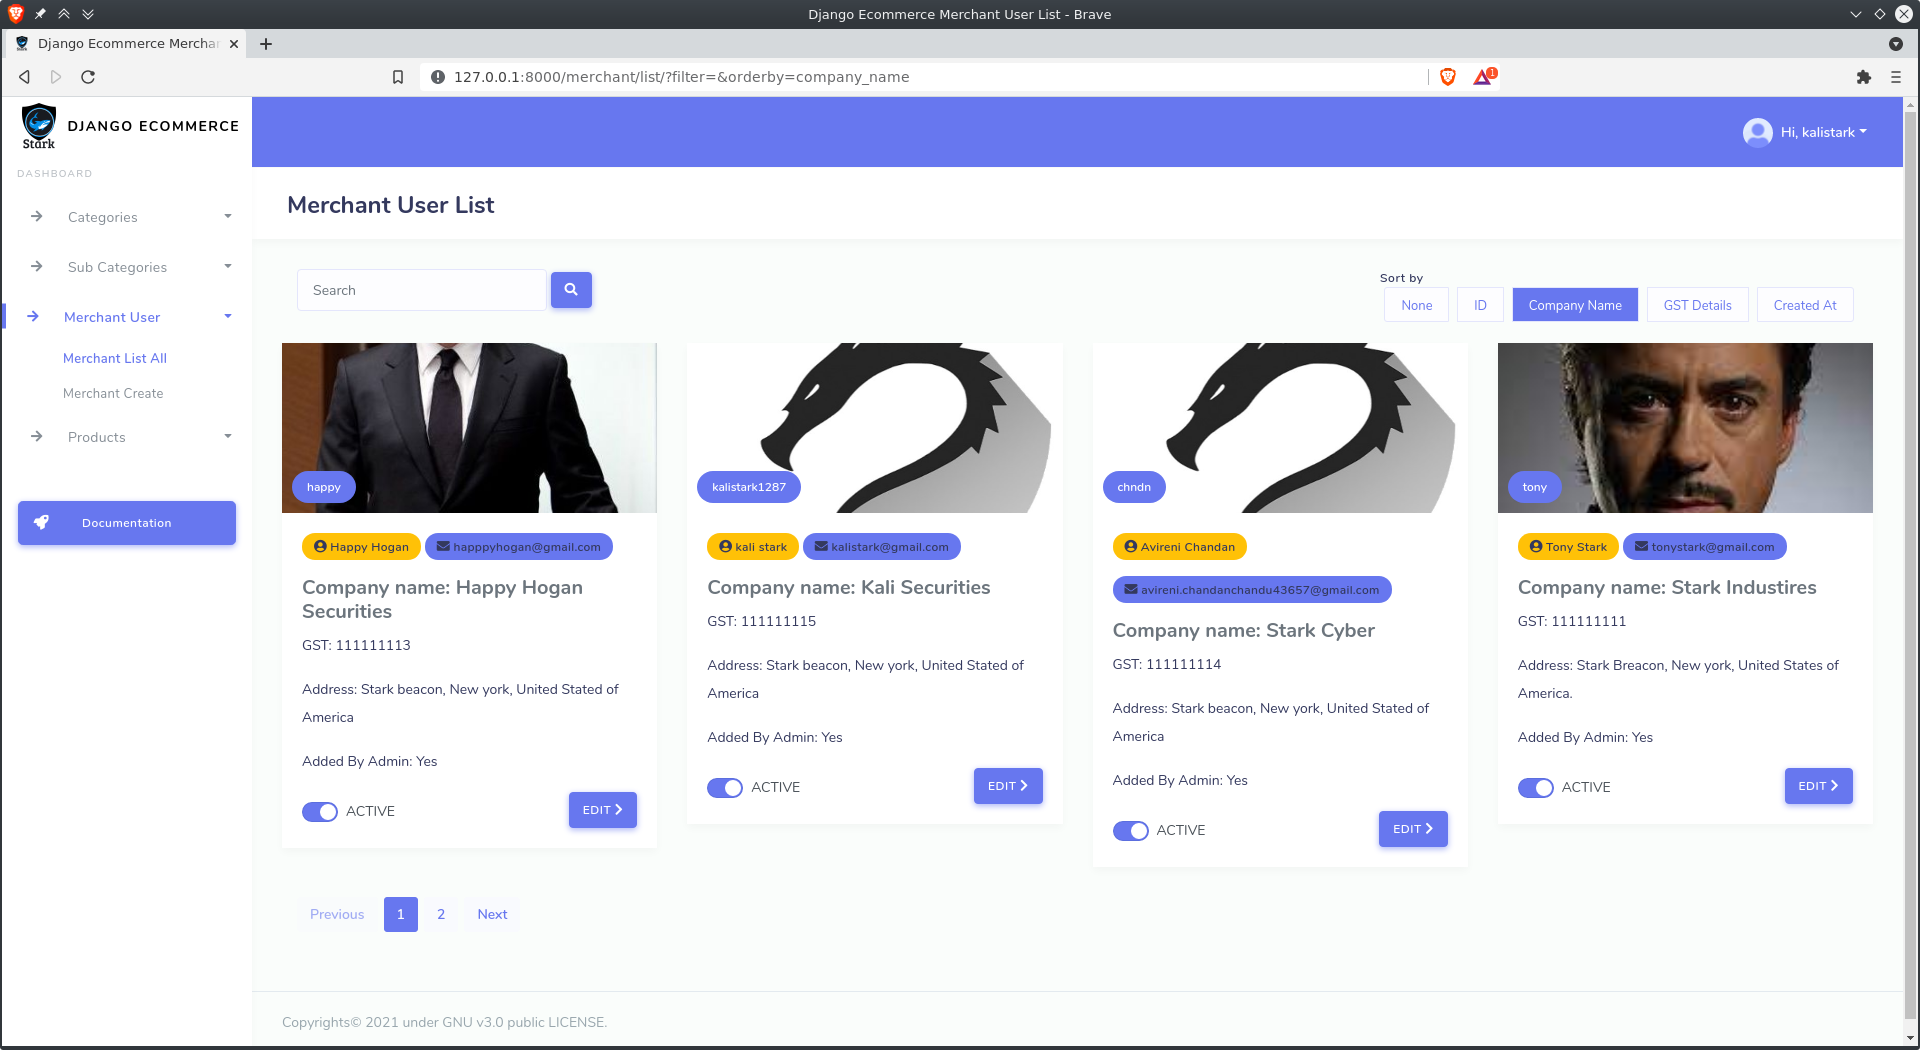 Django Ecommerce Merchant User List - Brave
Django Ecommerce Merchan
127.0.0.1:8000/merchant/list/?filter=&orderby=company_name
1
Stark
DJANGO ECOMMERCE
Hi, kalistark
DASHBOARD
Categories
Sub Categories
Merchant User
Merchant List All
Merchant Create
Products
Documentation
Merchant User List
Search
Sort by
None
ID
Company Name
GST Details
Created At
happy
Happy Hogan
happpyhogan@gmail.com
Company name: Happy Hogan
Securities
GST: 111111113
Address: Stark beacon, New york, United Stated of
America
Added By Admin: Yes
ACTIVE
EDIT
kalistark1287
kali stark
kalistark@gmail.com
Company name: Kali Securities
GST: 111111115
Address: Stark beacon, New york, United Stated of
America
Added By Admin: Yes
ACTIVE
EDIT
chndn
Avireni Chandan
avireni.chandanchandu43657@gmail.com
Company name: Stark Cyber
GST: 111111114
Address: Stark beacon, New york, United Stated of
America
Added By Admin: Yes
ACTIVE
EDIT
tony
Tony Stark
tonystark@gmail.com
Company name: Stark Industires
GST: 111111111
Address: Stark Breacon, New york, United States of
America.
Added By Admin: Yes
ACTIVE
EDIT
Previous
1
2
Next
Copyrights© 2021 under GNU v3.0 public LICENSE.